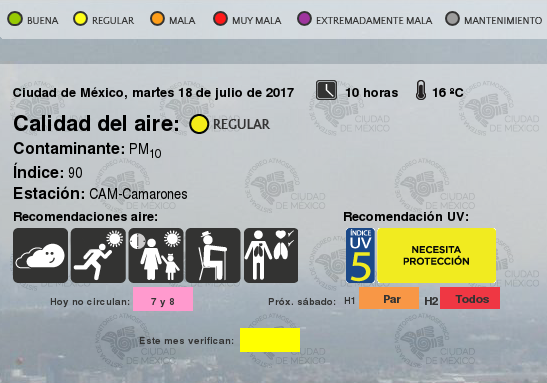 BUENA REGULAR MALA MUY MALA EXTREMADAMENTE MALA MANTENIMIENTO
Ciudad de México, martes 18 de julio de 2017 10 horas 16 ºC
Calidad del aire: REGULAR
Contaminante: PM10
Índice: 90
Estación: CAM-Camarones
Recomendaciones aire: Recomendación UV:
ÍNDICE
UV
5
NECESITA
PROTECCIÓN
Hoy no circulan: 7 y 8 Próx. sábado: H1 Par H2 Todos
Este mes verifican: